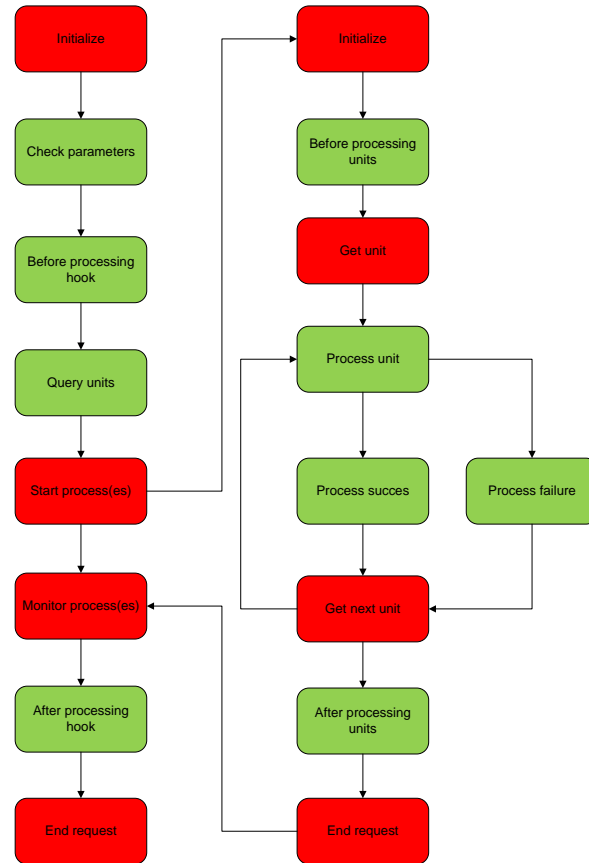 Initialize
Check parameters
Before processing
hook
Query units
Start process(es)
Monitor process(es)
After processing
hook
End request
Initialize
Before processing
units
Get unit
Process unit
Process succes
Process failure
Get next unit
After processing
units
End request